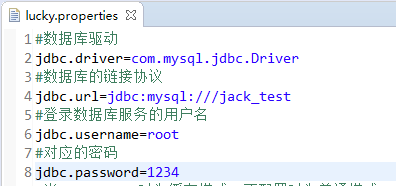 lucky.properties
1 #数据库驱动
2 jdbc.driver=com.mysql.jdbc.Driver
3 #数据库的链接协议
4 jdbc.url=jdbc:mysql:///jack_test
5 #登录数据库服务的用户名
6 jdbc.username=root
7 #对应的密码
8 jdbc.password=1234